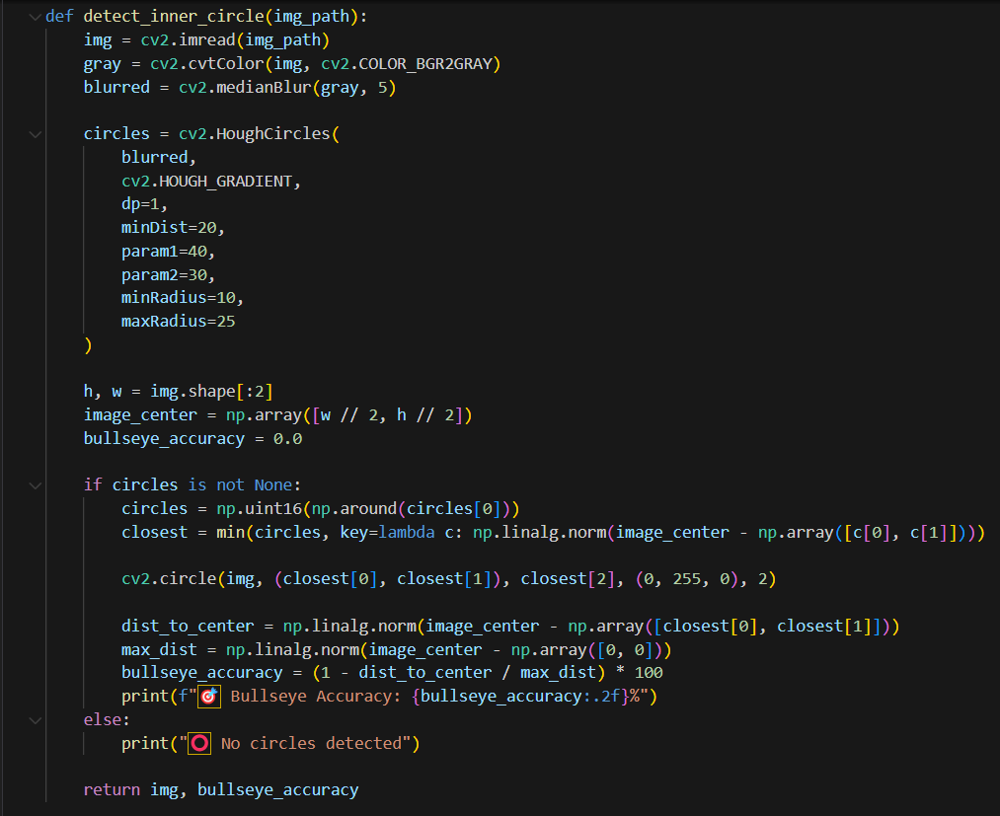 def detect_inner_circle(img_path):
    img = cv2.imread(img_path)
    gray = cv2.cvtColor(img, cv2.COLOR_BGR2GRAY)
    blurred = cv2.medianBlur(gray, 5)

    circles = cv2.HoughCircles(
        blurred,
        cv2.HOUGH_GRADIENT,
        dp=1,
        minDist=20,
        param1=40,
        param2=30,
        minRadius=10,
        maxRadius=25
    )

    h, w = img.shape[:2]
    image_center = np.array([w // 2, h // 2])
    bullseye_accuracy = 0.0

    if circles is not None:
        circles = np.uint16(np.around(circles[0]))
        closest = min(circles, key=lambda c: np.linalg.norm(image_center - np.array([c[0], c[1]])))

        cv2.circle(img, (closest[0], closest[1]), closest[2], (0, 255, 0), 2)

        dist_to_center = np.linalg.norm(image_center - np.array([closest[0], closest[1]]))
        max_dist = np.linalg.norm(image_center - np.array([0, 0]))
        bullseye_accuracy = (1 - dist_to_center / max_dist) * 100
        print(f"🎯 Bullseye Accuracy: {bullseye_accuracy:.2f}%")
    else:
        print("⭕ No circles detected")

    return img, bullseye_accuracy